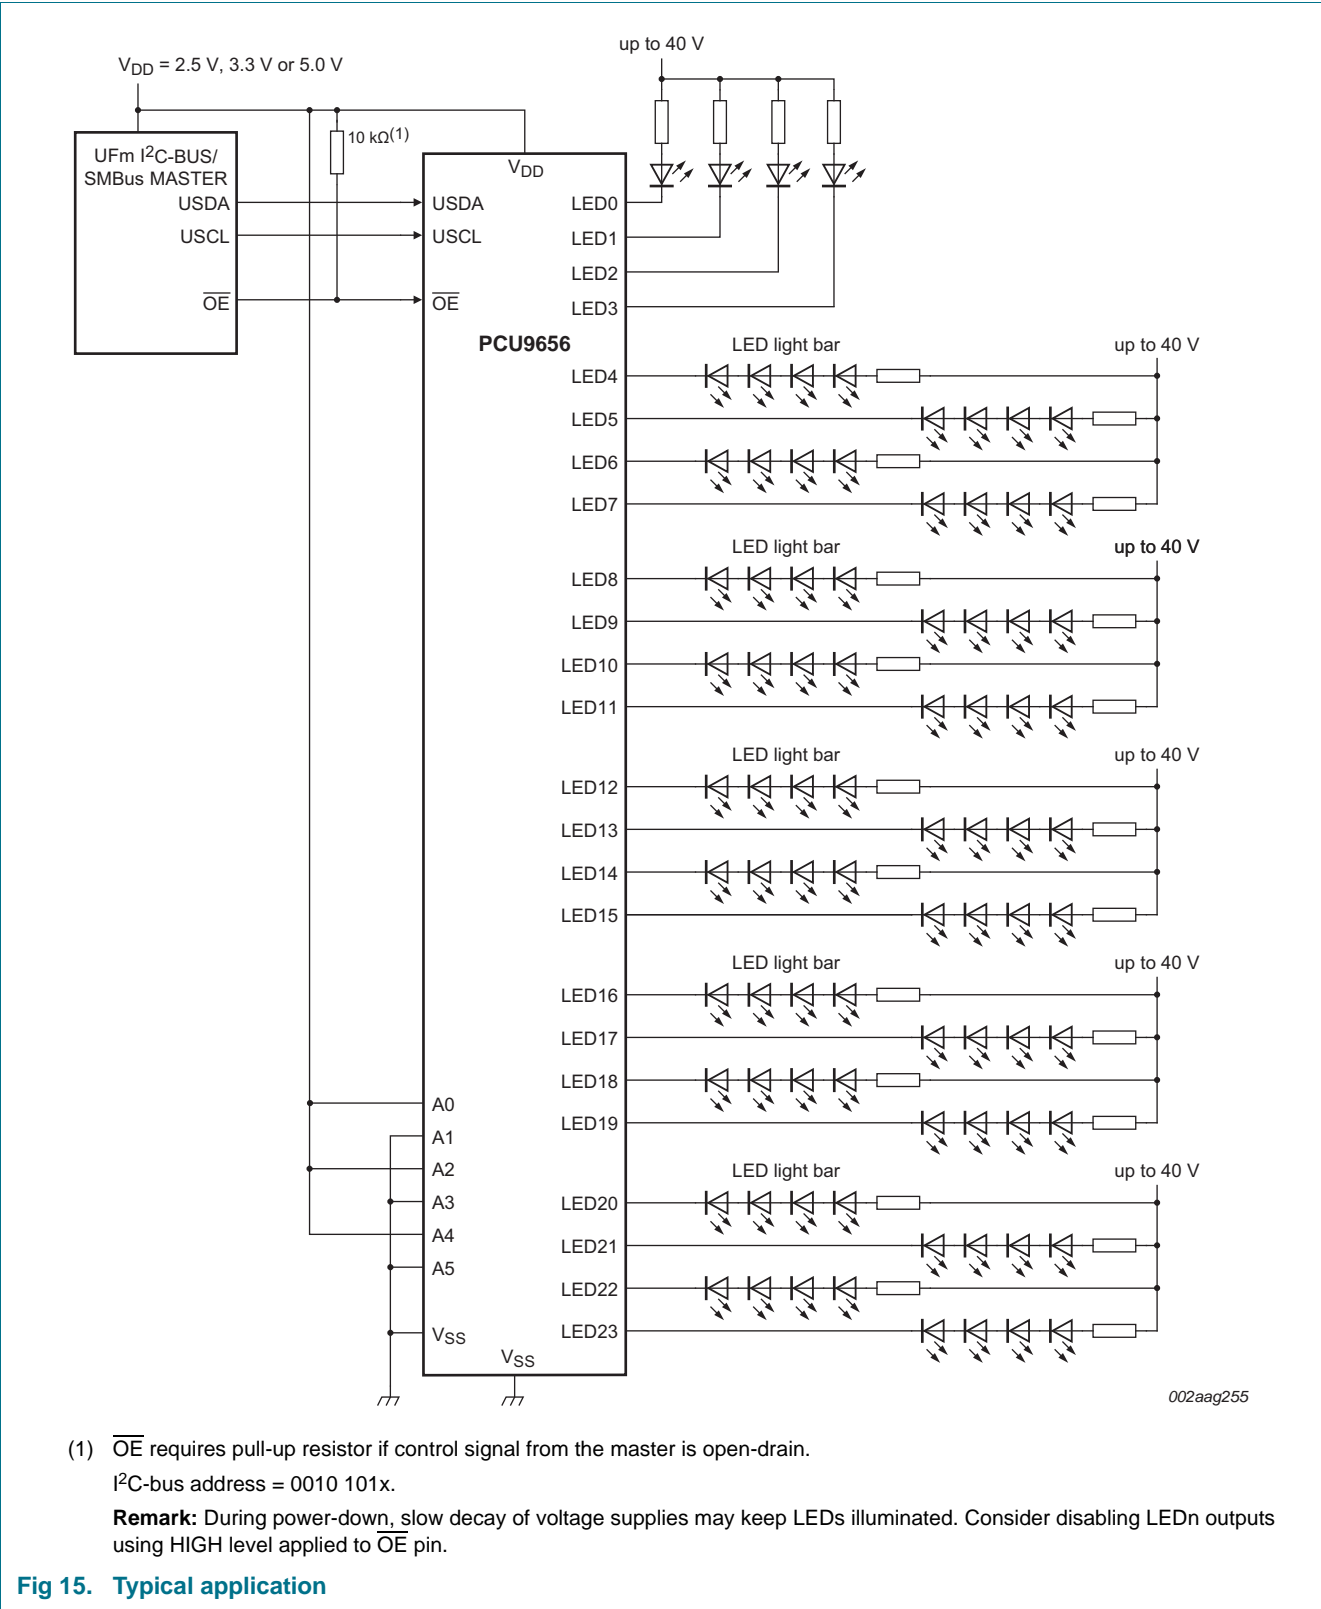 up to 40 V
VDD = 2.5 V, 3.3 V or 5.0 V
10 kΩ(1)
UFm I2C-BUS/
SMBus MASTER
USDA
USCL
OE
VDD
USDA
USCL
OE
PCU9656
LED0
LED1
LED2
LED3
LED light bar
up to 40 V
LED4
LED5
LED6
LED7
LED light bar
up to 40 V
LED8
LED9
LED10
LED11
LED light bar
up to 40 V
LED12
LED13
LED14
LED15
LED light bar
up to 40 V
LED16
LED17
LED18
LED19
LED light bar
up to 40 V
LED20
LED21
LED22
LED23
A0
A1
A2
A3
A4
A5
VSS
VSS
002aag255
(1) OE requires pull-up resistor if control signal from the master is open-drain.
I2C-bus address = 0010 101x.
Remark: During power-down, slow decay of voltage supplies may keep LEDs illuminated. Consider disabling LEDn outputs
using HIGH level applied to OE pin.
Fig 15. Typical application